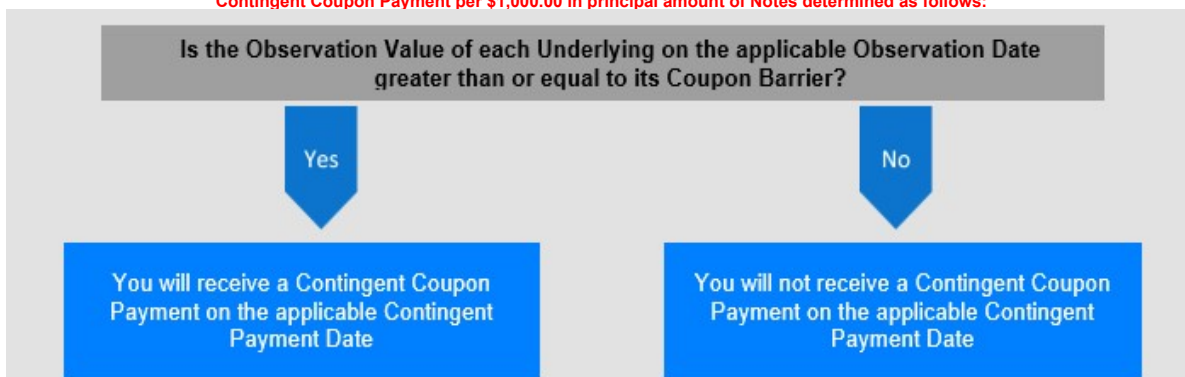 Contingent Coupon Payment per $1,000.00 in principal amount of Notes determined as follows:
Is the Observation Value of each Underlying on the applicable Observation Date
greater than or equal to its Coupon Barrier?
Yes
No
You will receive a Contingent Coupon
Payment on the applicable Contingent
Payment Date
You will not receive a Contingent Coupon
Payment on the applicable Contingent
Payment Date